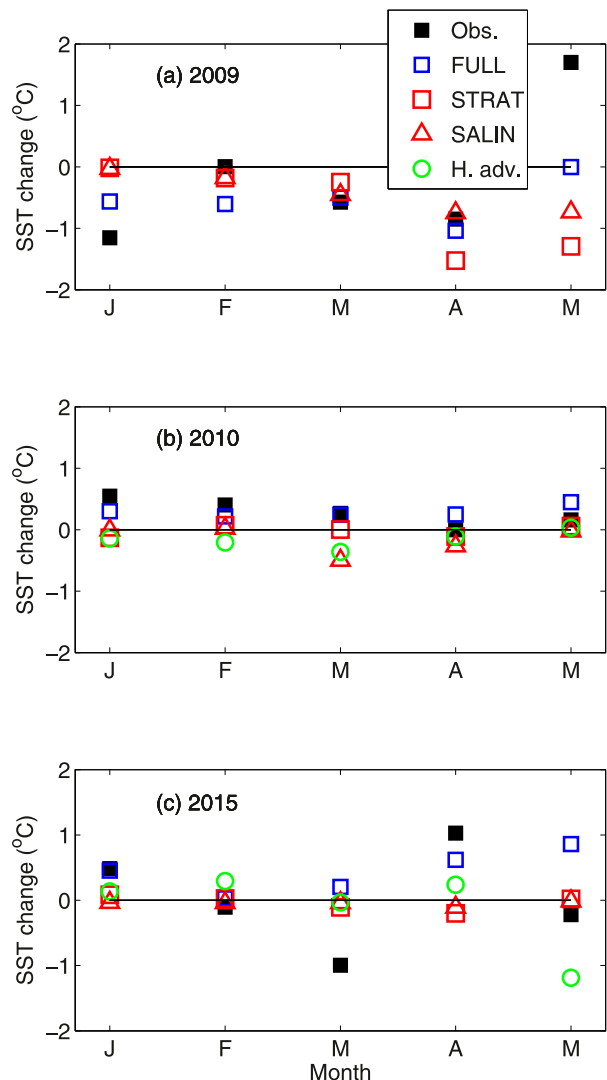 Obs.
FULL
STRAT
SALIN
H. adv.
(a) 2009
SST change (°C)
2
1
0
−1
−2
J F M A M
(b) 2010
SST change (°C)
2
1
0
−1
−2
J F M A M
(c) 2015
SST change (°C)
2
1
0
−1
−2
J F M A M
Month